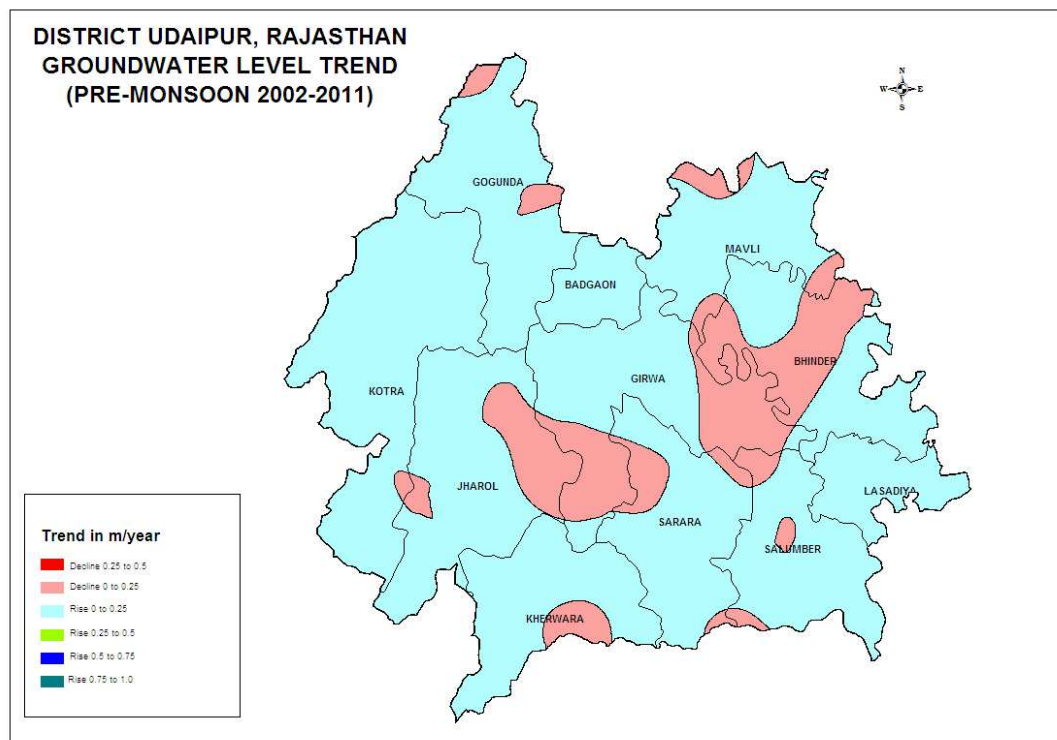 DISTRICT UDAIPUR, RAJASTHAN
GROUNDWATER LEVEL TREND
(PRE-MONSOON 2002-2011)
N
W E
S
GOGUNDA
MAVLI
BADGAON
BHINDER
GIRWA
KOTRA
JHAROL
LASADIYA
SARARA
SALUMBER
KHERWARA
Trend in m/year
Decline 0.25 to 0.5
Decline 0 to 0.25
Rise 0 to 0.25
Rise 0.25 to 0.5
Rise 0.5 to 0.75
Rise 0.75 to 1.0